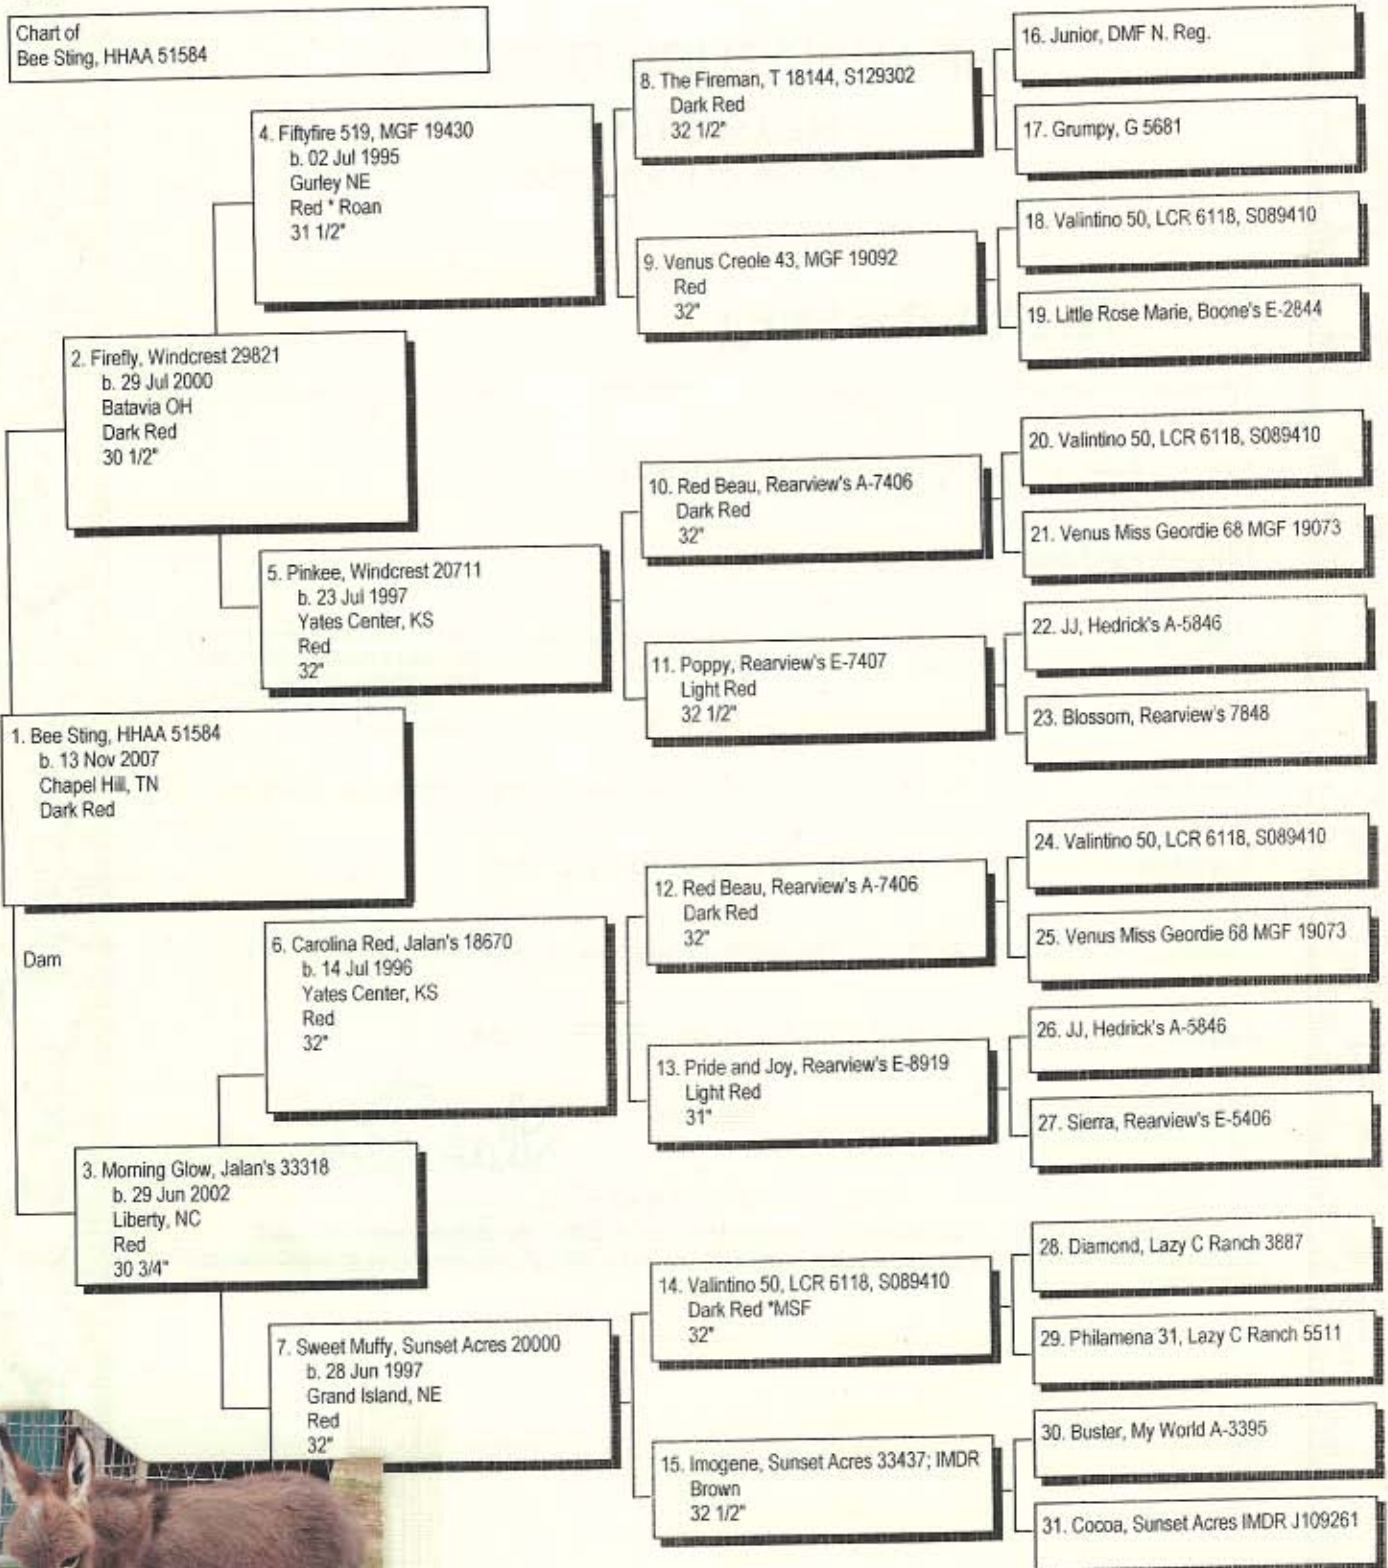 Chart of
Bee Sting, HHAA 51584
1. Bee Sting, HHAA 51584
b. 13 Nov 2007
Chapel Hill, TN
Dark Red
Dam
2. Firefly, Windcrest 29821
b. 29 Jul 2000
Batavia OH
Dark Red
30 1/2"
3. Morning Glow, Jalan's 33318
b. 29 Jun 2002
Liberty, NC
Red
30 3/4"
4. Fiftyfire 519, MGF 19430
b. 02 Jul 1995
Gurley NE
Red * Roan
31 1/2"
5. Pinkee, Windcrest 20711
b. 23 Jul 1997
Yates Center, KS
Red
32"
6. Carolina Red, Jalan's 18670
b. 14 Jul 1996
Yates Center, KS
Red
32"
7. Sweet Muffy, Sunset Acres 20000
b. 28 Jun 1997
Grand Island, NE
Red
32"
8. The Fireman, T 18144, S129302
Dark Red
32 1/2"
9. Venus Creole 43, MGF 19092
Red
32"
10. Red Beau, Rearview's A-7406
Dark Red
32"
11. Poppy, Rearview's E-7407
Light Red
32 1/2"
12. Red Beau, Rearview's A-7406
Dark Red
32"
13. Pride and Joy, Rearview's E-8919
Light Red
31"
14. Valintino 50, LCR 6118, S089410
Dark Red *MSF
32"
15. Imogene, Sunset Acres 33437; IMDR
Brown
32 1/2"
16. Junior, DMF N. Reg.
17. Grumpy, G 5681
18. Valintino 50, LCR 6118, S089410
19. Little Rose Marie, Boone's E-2844
20. Valintino 50, LCR 6118, S089410
21. Venus Miss Geordie 68 MGF 19073
22. JJ, Hedrick's A-5846
23. Blossom, Rearview's 7848
24. Valintino 50, LCR 6118, S089410
25. Venus Miss Geordie 68 MGF 19073
26. JJ, Hedrick's A-5846
27. Sierra, Rearview's E-5406
28. Diamond, Lazy C Ranch 3887
29. Philamena 31, Lazy C Ranch 5511
30. Buster, My World A-3395
31. Cocoa, Sunset Acres IMDR J109261